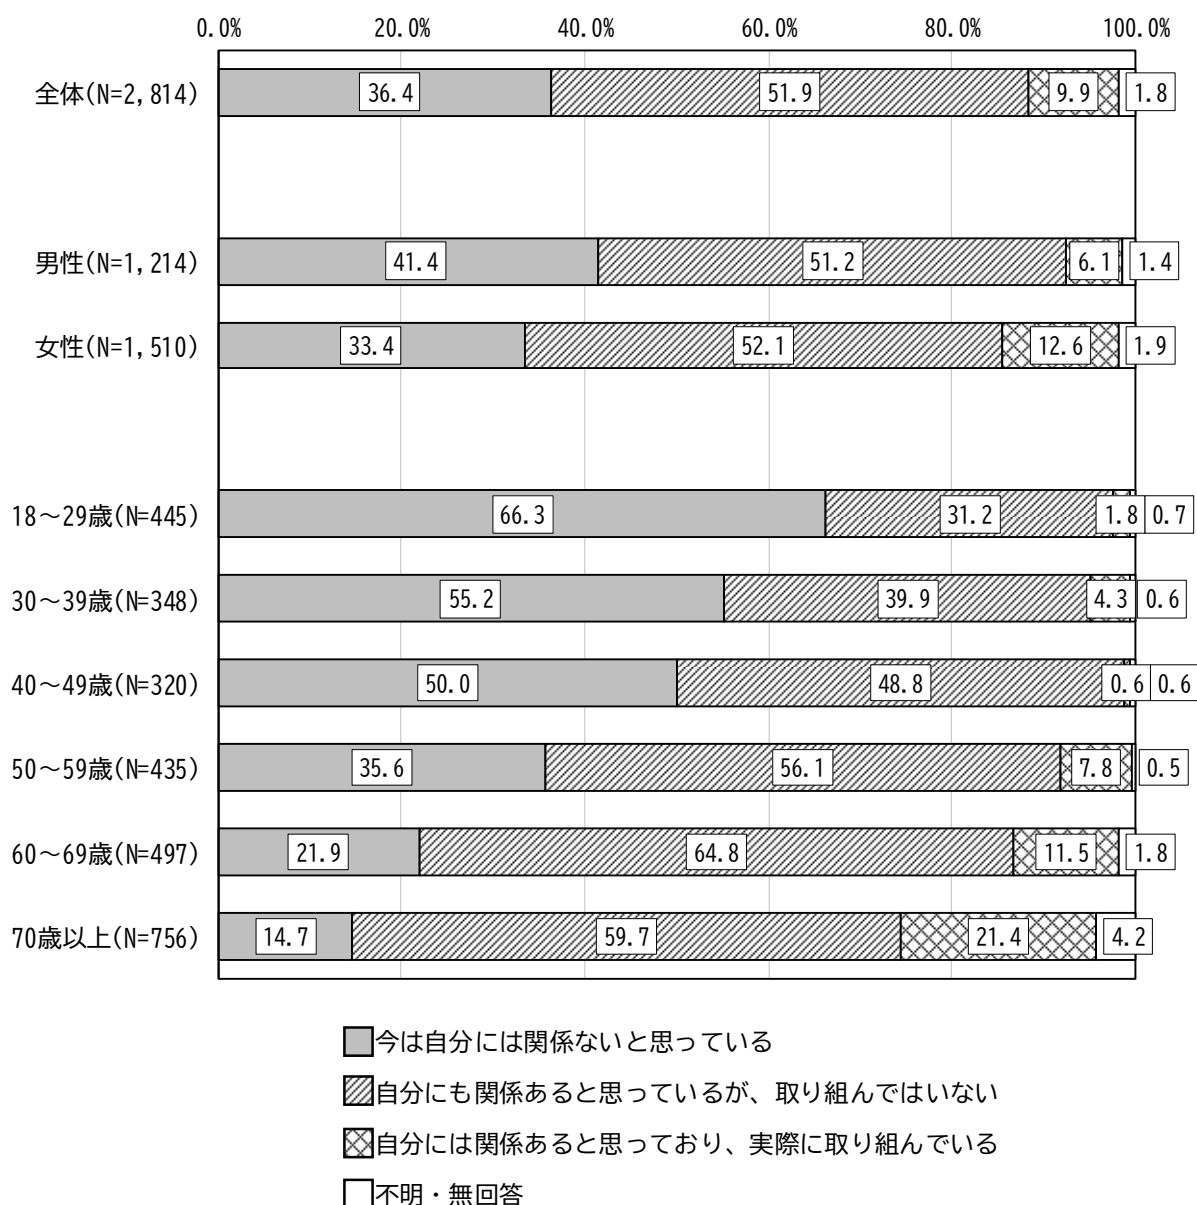 0.0% 20.0% 40.0% 60.0% 80.0% 100.0%
全体(N=2,814) 36.4 51.9 9.9 1.8
男性(N=1,214) 41.4 51.2 6.1 1.4
女性(N=1,510) 33.4 52.1 12.6 1.9
18～29歳(N=445) 66.3 31.2 1.8 0.7
30～39歳(N=348) 55.2 39.9 4.3 0.6
40～49歳(N=320) 50.0 48.8 0.6 0.6
50～59歳(N=435) 35.6 56.1 7.8 0.5
60～69歳(N=497) 21.9 64.8 11.5 1.8
70歳以上(N=756) 14.7 59.7 21.4 4.2
今は自分には関係ないと思っている
自分にも関係あると思っているが、取り組んではいない
自分には関係あると思っており、実際に取り組んでいる
不明・無回答